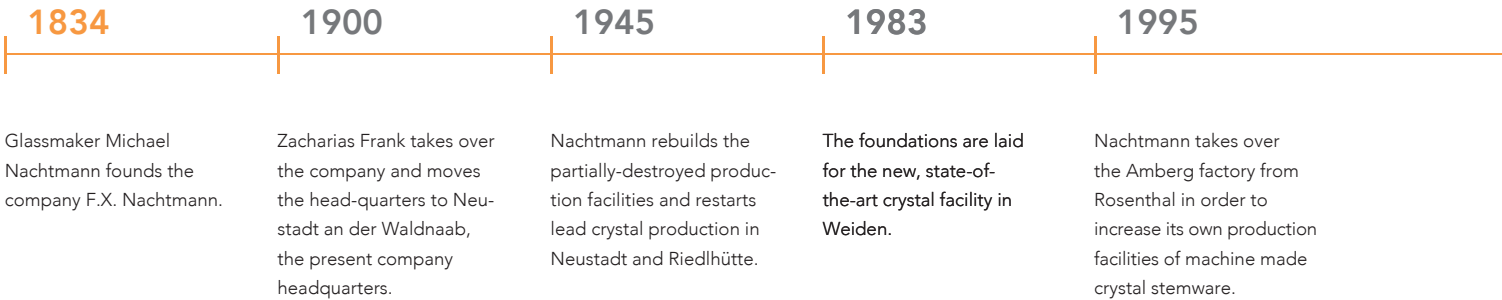 1834
Glassmaker Michael
Nachtmann founds the
company F.X. Nachtmann.
1900
Zacharias Frank takes over
the company and moves
the head-quarters to Neu-
stadt an der Waldnaab,
the present company
headquarters.
1945
Nachtmann rebuilds the
partially-destroyed produc-
tion facilities and restarts
lead crystal production in
Neustadt and Riedlhütte.
1983
The foundations are laid
for the new, state-of-
the-art crystal facility in
Weiden.
1995
Nachtmann takes over
the Amberg factory from
Rosenthal in order to
increase its own production
facilities of machine made
crystal stemware.